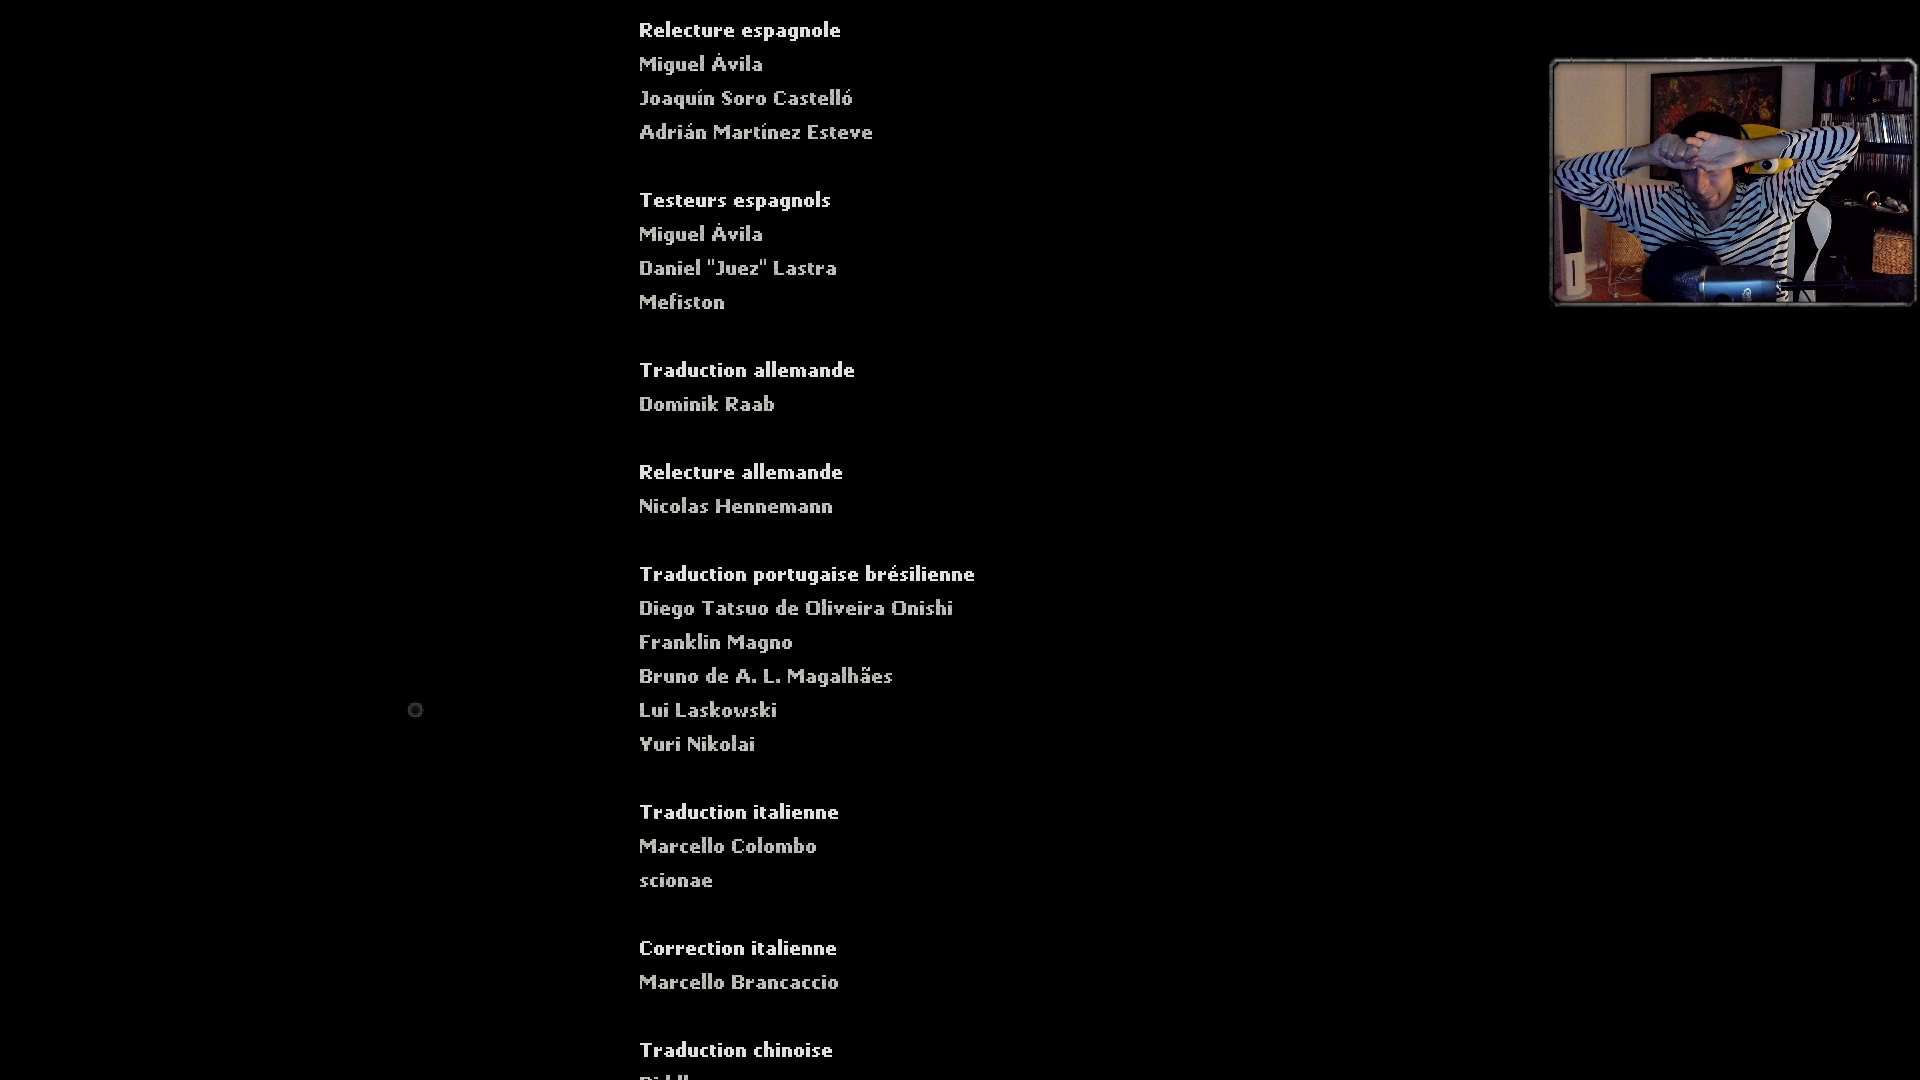 Relecture espagnole
Miguel Ávila
Joaquín Soro Castelló
Adrián Martínez Esteve
Testeurs espagnols
Miguel Ávila
Daniel "Juez" Lastra
Mefiston
Traduction allemande
Dominik Raab
Relecture allemande
Nicolas Hennemann
Traduction portugaise brésilienne
Diego Tatsuo de Oliveira Onishi
Franklin Magno
Bruno de A. L. Magalhães
Lui Laskowski
Yuri Nikolai
Traduction italienne
Marcello Colombo
scionae
Correction italienne
Marcello Brancaccio
Traduction chinoise